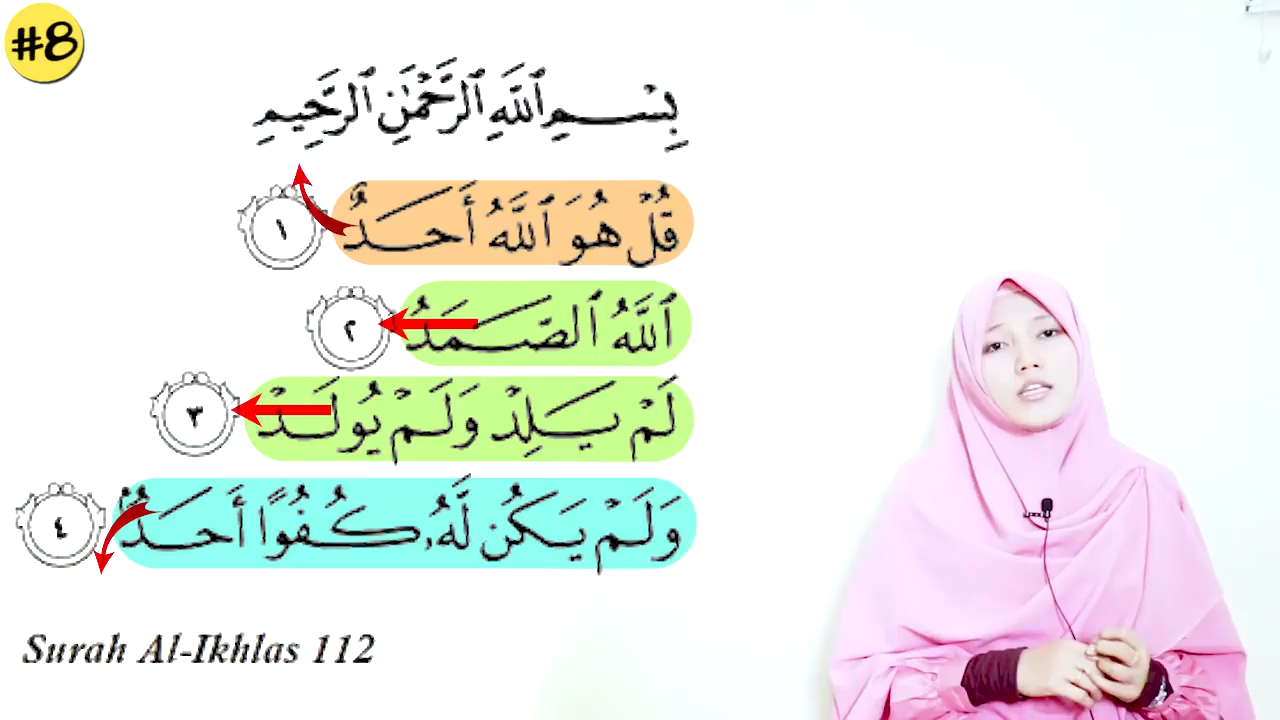 #8
بِسْمِ ٱللَّهِ ٱلرَّحْمَٰنِ ٱلرَّحِيمِ
قُلْ هُوَ ٱللَّهُ أَحَدٌ ١
ٱللَّهُ ٱلصَّمَدُ ٢
لَمْ يَلِدْ وَلَمْ يُولَدْ ٣
وَلَمْ يَكُن لَّهُۥ كُفُوًا أَحَدٌۢ ٤
Surah Al-Ikhlas 112